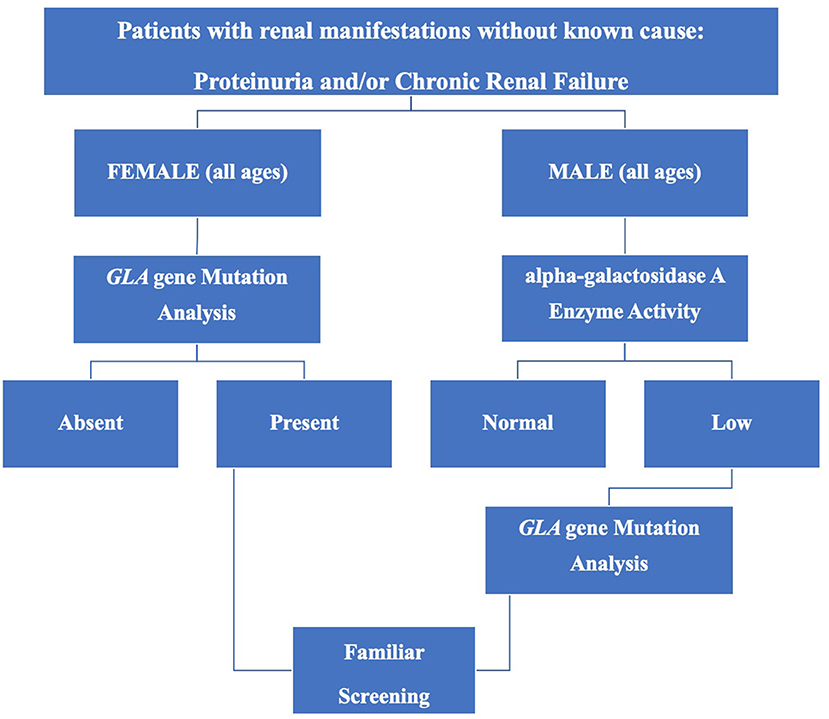 Patients with renal manifestations without known cause:
Proteinuria and/or Chronic Renal Failure
FEMALE (all ages)
MALE (all ages)
GLA gene Mutation
Analysis
alpha-galactosidase A
Enzyme Activity
Absent
Present
Normal
Low
GLA gene Mutation
Analysis
Familiar
Screening